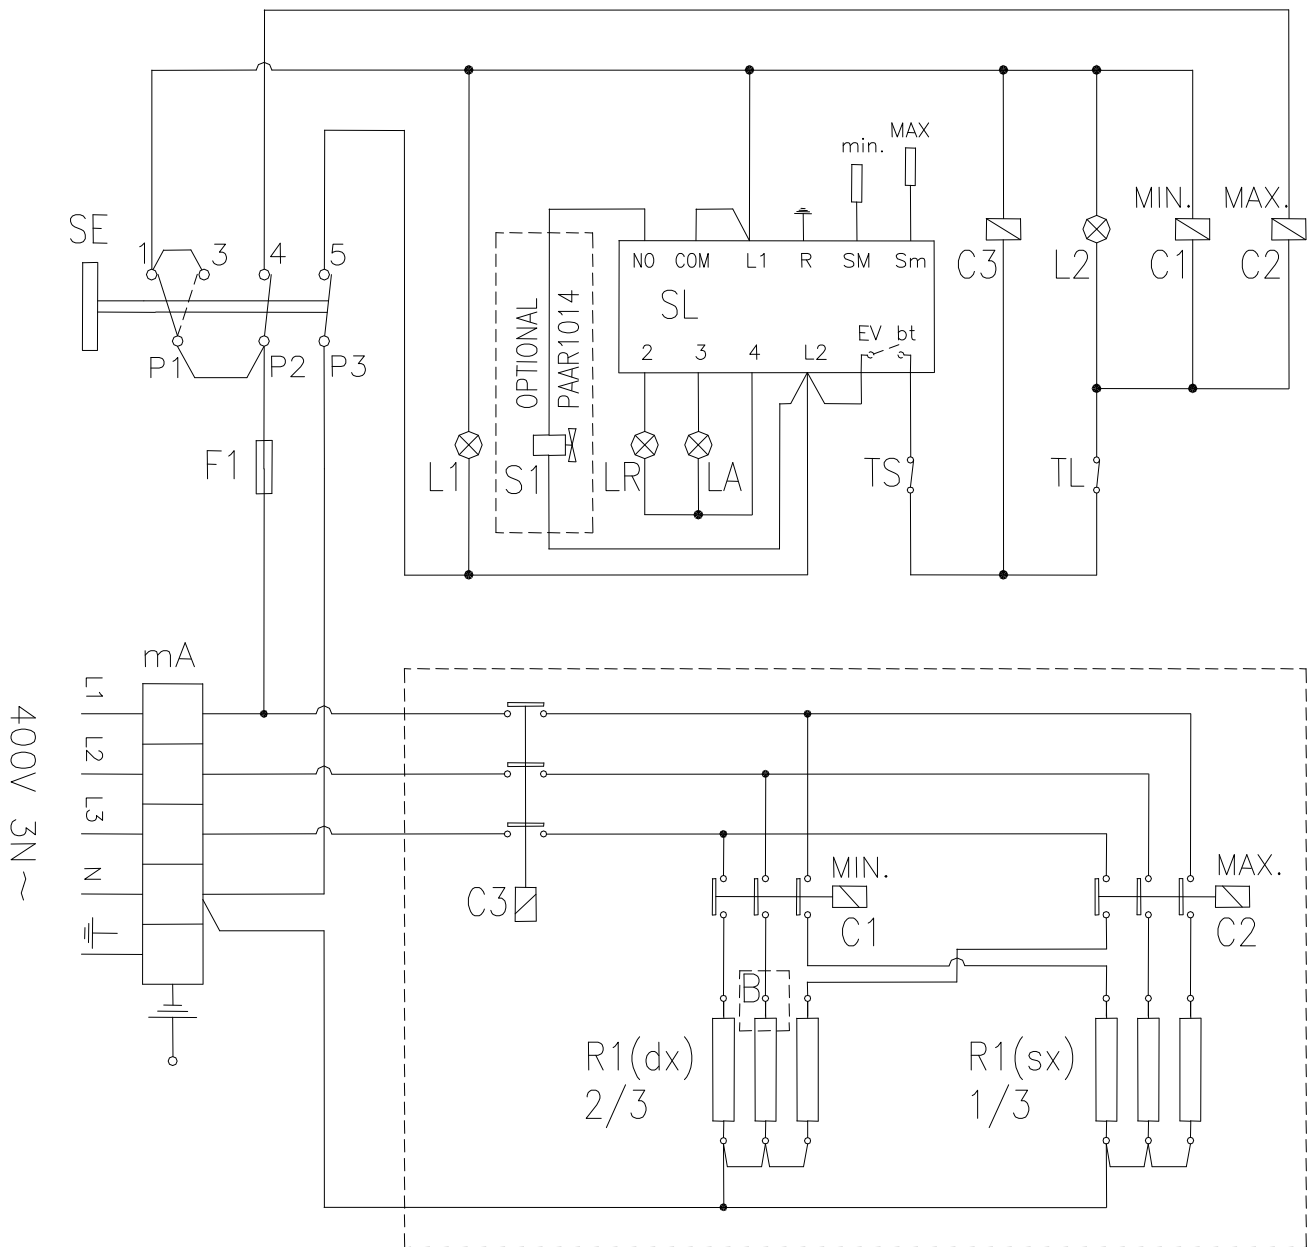 MAX
min.
MIN.
MAX.
SE
1
3
4
5
NO
COM
L1
R
SM
Sm
C3
L2
C1
C2
SL
OPTIONAL
PAAR1014
EV
bt
2
3
4
L2
P1
P2
P3
F1
L1
S1
LR
LA
TS
TL
mA
400V 3N~
L1
L2
L3
N
C3
MIN.
C1
MAX.
C2
B
R1(dx)
2/3
R1(sx)
1/3